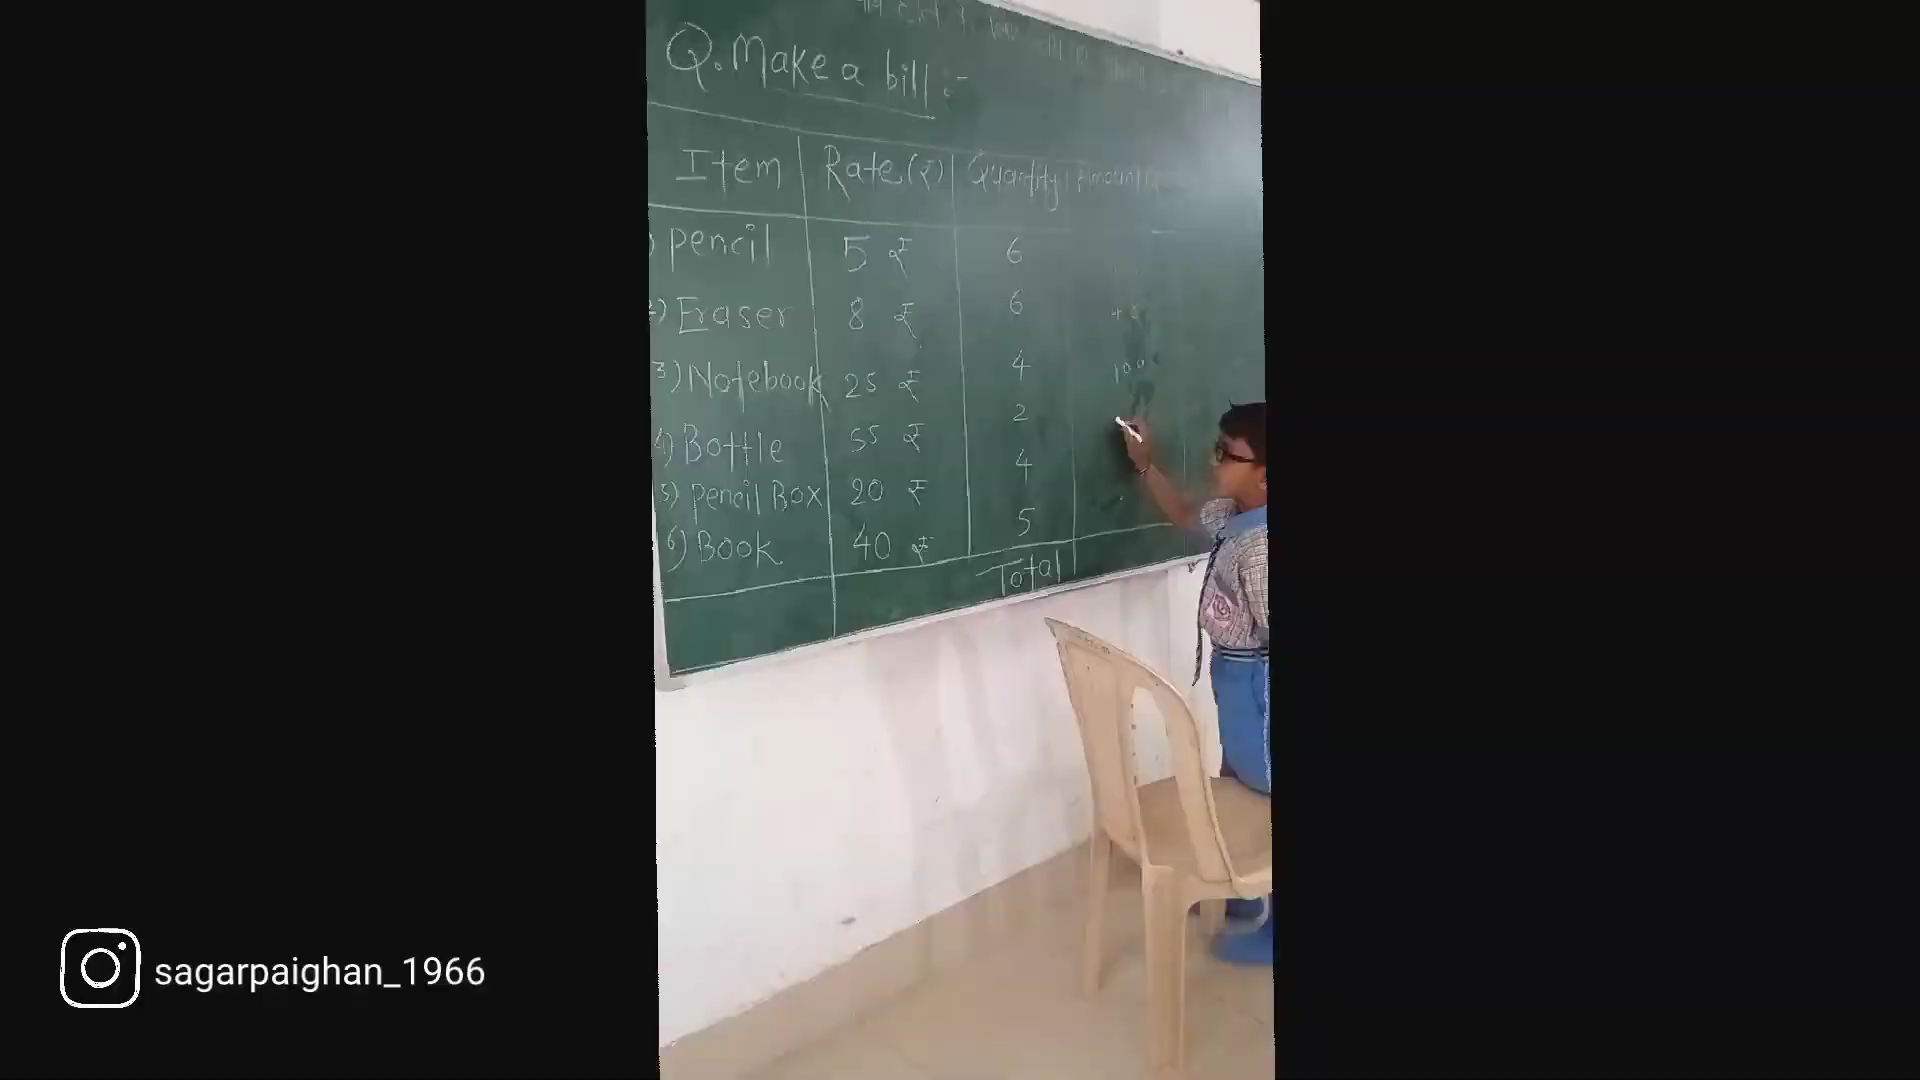 Q. Make a bill :-
Item Rate(₹) Quantity Amount
Pencil 5 ₹ 6
2) Eraser 8 ₹ 6
3) Notebook 25 ₹ 4 100
4) Bottle 55 ₹ 2
5) Pencil Box 20 ₹ 4
6) Book 40 ₹ 5
Total
sagarpaighan_1966